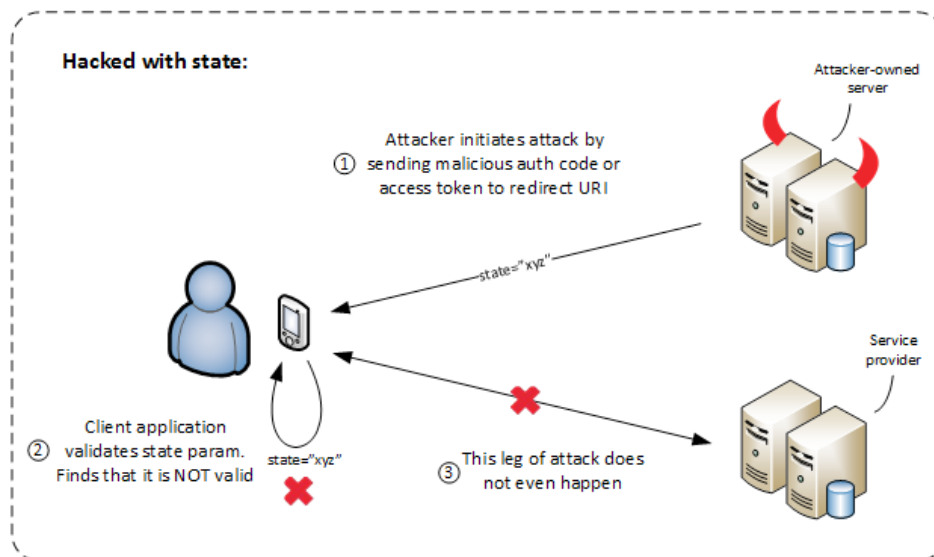 Hacked with state:
Attacker-owned
server
① Attacker initiates attack by
sending malicious auth code or
access token to redirect URI
state="xyz"
Service
provider
② Client application
validates state param.
Finds that it is NOT valid
state="xyz"
③ This leg of attack does
not even happen